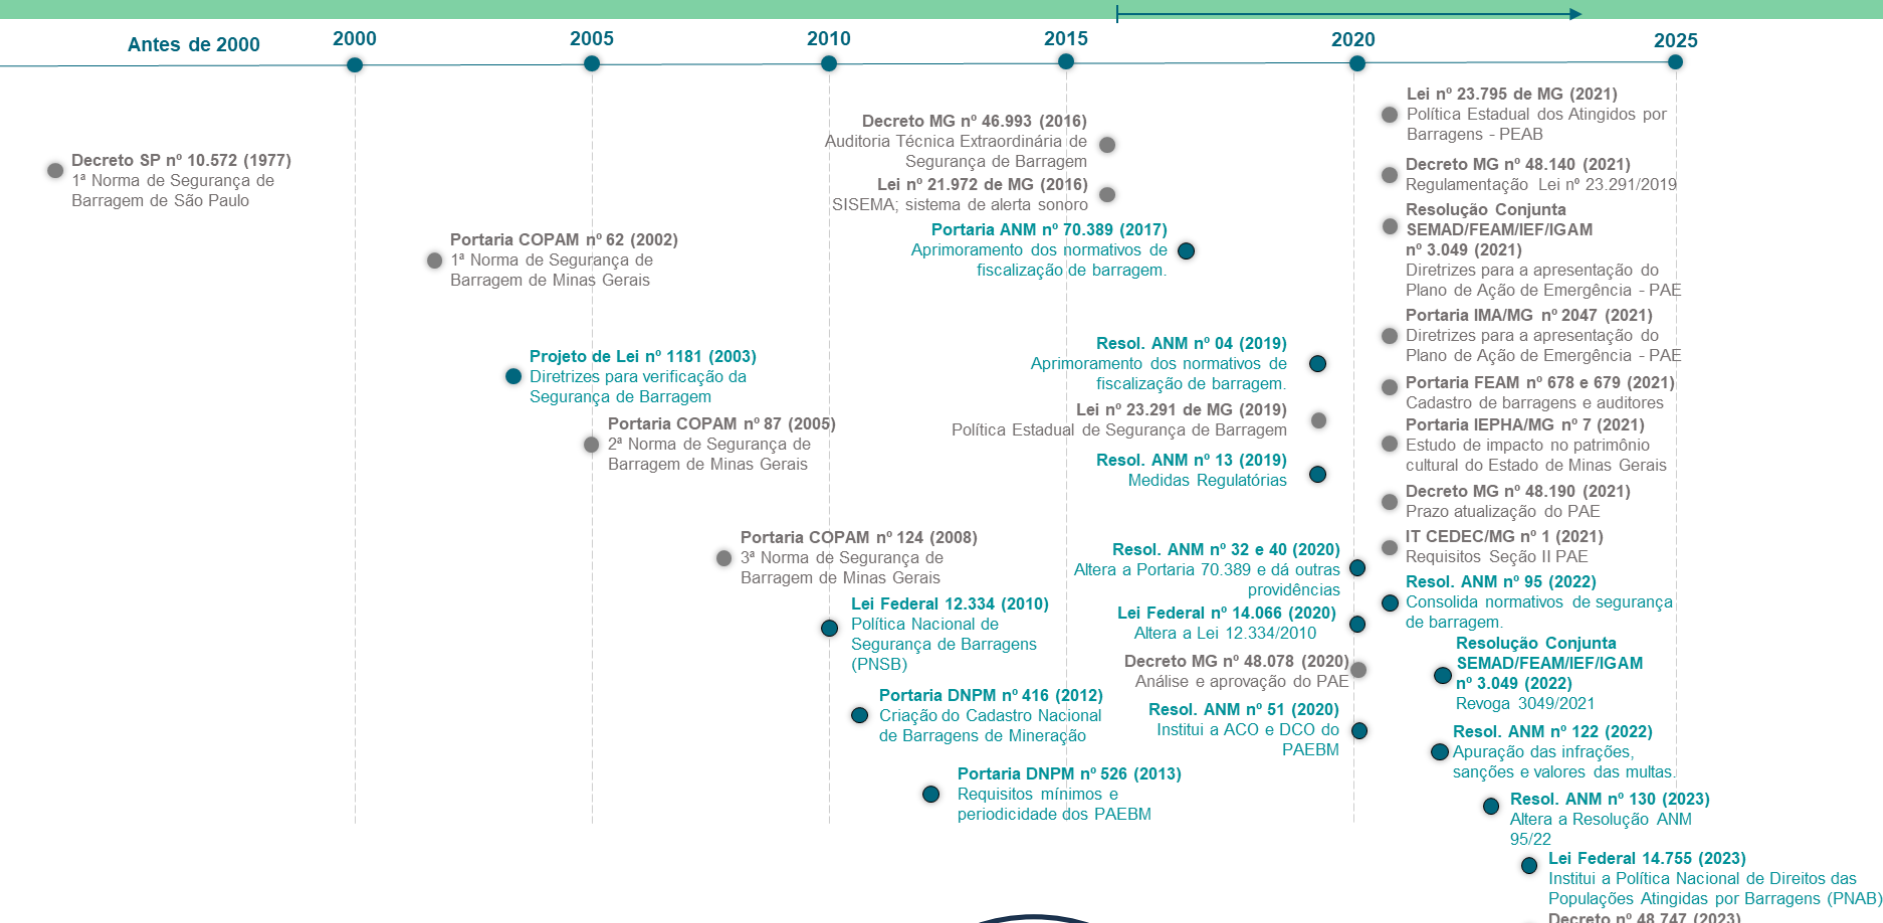 Antes de 2000
2000
2005
2010
2015
2020
2025
Decreto SP nº 10.572 (1977)
1ª Norma de Segurança de
Barragem de São Paulo
Portaria COPAM nº 62 (2002)
1ª Norma de Segurança de
Barragem de Minas Gerais
Projeto de Lei nº 1181 (2003)
Diretrizes para verificação da
Segurança de Barragem
Portaria COPAM nº 87 (2005)
2ª Norma de Segurança de
Barragem de Minas Gerais
Portaria COPAM nº 124 (2008)
3ª Norma de Segurança de
Barragem de Minas Gerais
Lei Federal 12.334 (2010)
Política Nacional de
Segurança de Barragens
(PNSB)
Portaria DNPM nº 416 (2012)
Criação do Cadastro Nacional
de Barragens de Mineração
Portaria DNPM nº 526 (2013)
Requisitos mínimos e
periodicidade dos PAEBM
Decreto MG nº 46.993 (2016)
Auditoria Técnica Extraordinária de
Segurança de Barragem
Lei nº 21.972 de MG (2016)
SISEMA; sistema de alerta sonoro
Portaria ANM nº 70.389 (2017)
Aprimoramento dos normativos de
fiscalização de barragem.
Resol. ANM nº 04 (2019)
Aprimoramento dos normativos de
fiscalização de barragem.
Lei nº 23.291 de MG (2019)
Política Estadual de Segurança de Barragem
Resol. ANM nº 13 (2019)
Medidas Regulatórias
Resol. ANM nº 32 e 40 (2020)
Altera a Portaria 70.389 e dá outras
providências
Lei Federal nº 14.066 (2020)
Altera a Lei 12.334/2010
Decreto MG nº 48.078 (2020)
Análise e aprovação do PAE
Resol. ANM nº 51 (2020)
Institui a ACO e DCO do
PAEBM
Lei nº 23.795 de MG (2021)
Política Estadual dos Atingidos por
Barragens - PEAB
Decreto MG nº 48.140 (2021)
Regulamentação Lei nº 23.291/2019
Resolução Conjunta
SEMAD/FEAM/IEF/IGAM
nº 3.049 (2021)
Diretrizes para a apresentação do
Plano de Ação de Emergência - PAE
Portaria IMA/MG nº 2047 (2021)
Diretrizes para a apresentação do
Plano de Ação de Emergência - PAE
Portaria FEAM nº 678 e 679 (2021)
Cadastro de barragens e auditores
Portaria IEPHA/MG nº 7 (2021)
Estudo de impacto no patrimônio
cultural do Estado de Minas Gerais
Decreto MG nº 48.190 (2021)
Prazo atualização do PAE
IT CEDEC/MG nº 1 (2021)
Requisitos Seção II PAE
Resol. ANM nº 95 (2022)
Consolida normativos de segurança
de barragem.
Resolução Conjunta
SEMAD/FEAM/IEF/IGAM
nº 3.049 (2022)
Revoga 3049/2021
Resol. ANM nº 122 (2022)
Apuração das infrações,
sanções e valores das multas.
Resol. ANM nº 130 (2023)
Altera a Resolução ANM
95/22
Lei Federal 14.755 (2023)
Institui a Política Nacional de Direitos das
Populações Atingidas por Barragens (PNAB)
Decreto nº 48.747 (2023)